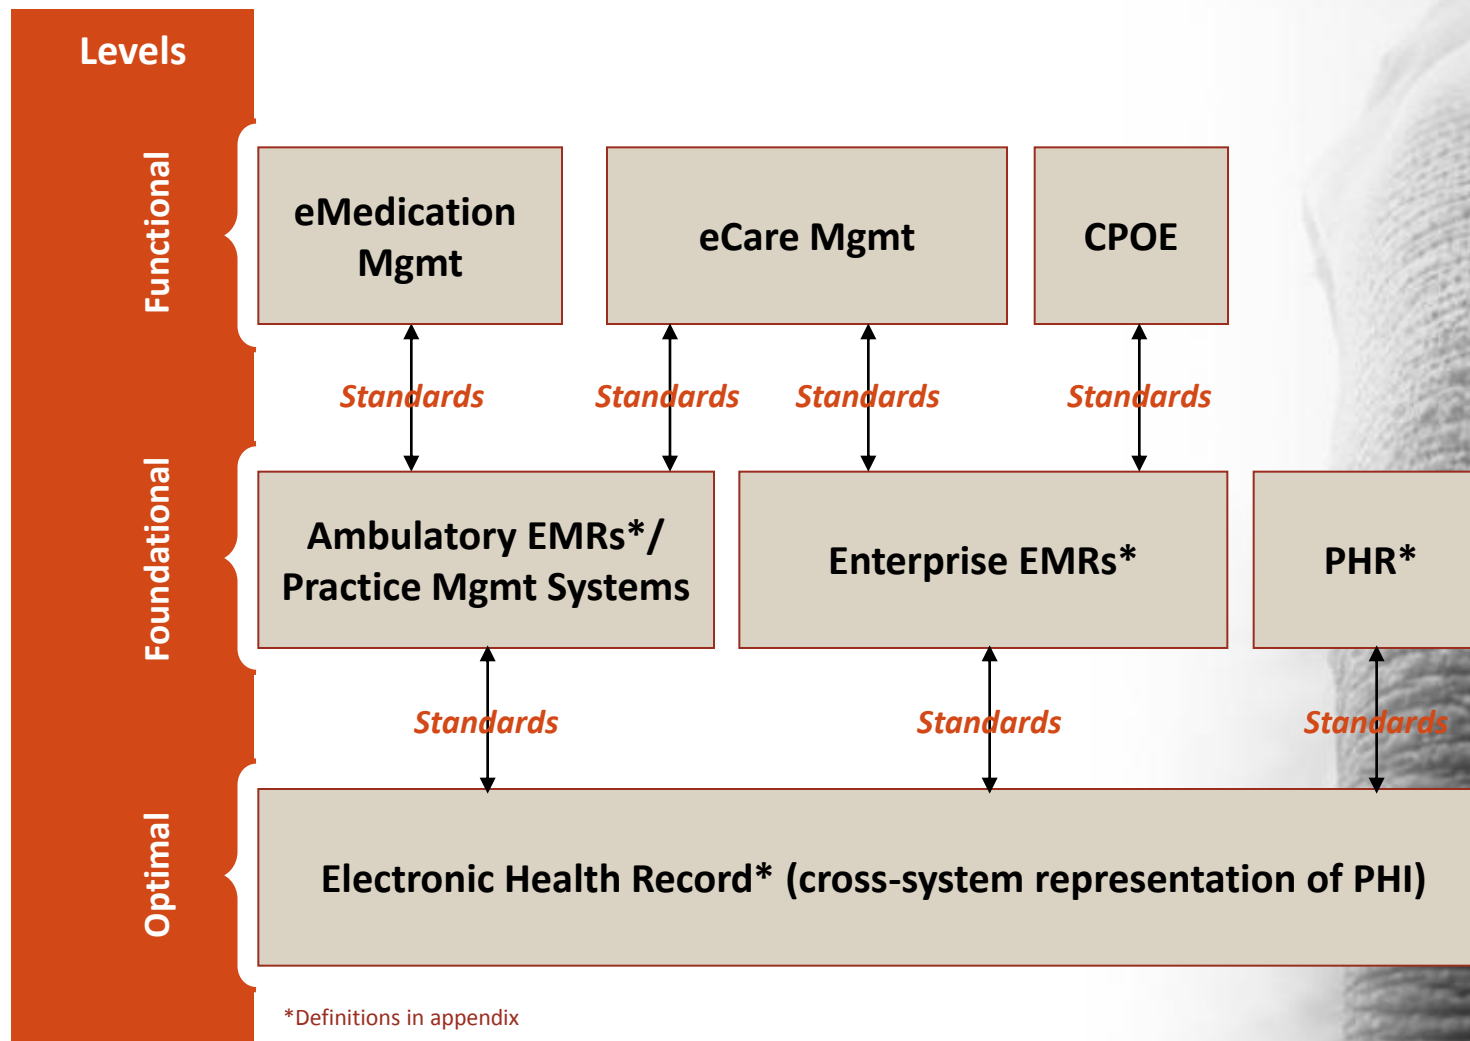 Levels
Functional
eMedication
Mgmt
eCare Mgmt
CPOE
Standards
Standards
Standards
Standards
Foundational
Ambulatory EMRs*/
Practice Mgmt Systems
Enterprise EMRs*
PHR*
Standards
Standards
Standards
Optimal
Electronic Health Record* (cross-system representation of PHI)
*Definitions in appendix